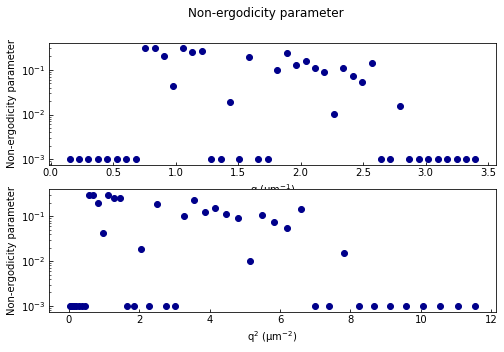 Non-ergodicity parameter
Non-ergodicity parameter
10⁻¹
10⁻²
10⁻³
0.0 0.5 1.0 1.5 2.0 2.5 3.0 3.5
q (μm⁻¹)
Non-ergodicity parameter
10⁻¹
10⁻²
10⁻³
0 2 4 6 8 10 12
q² (μm⁻²)